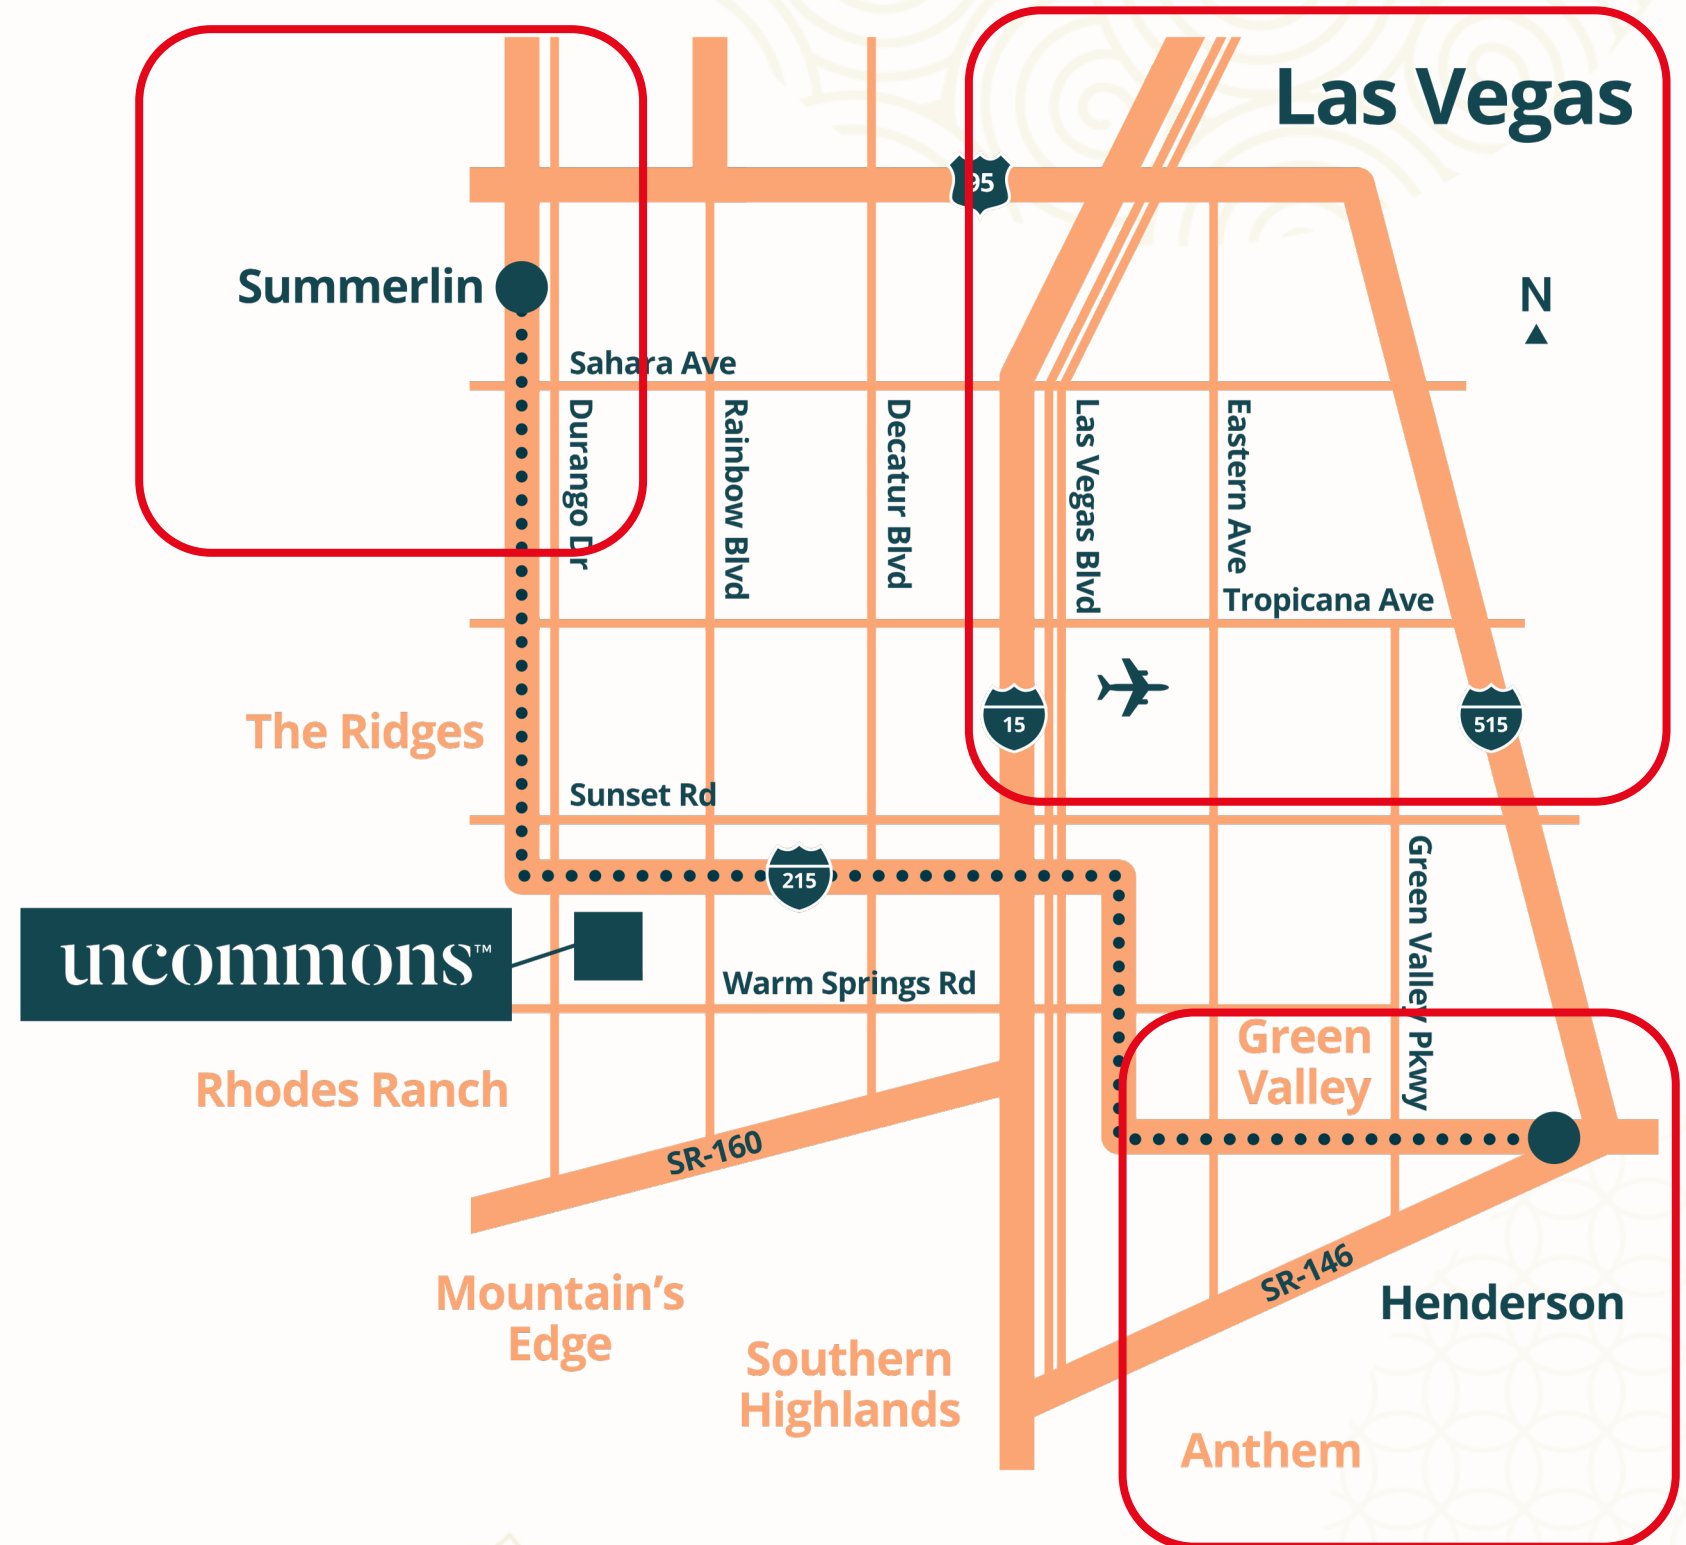 Las Vegas
95
N
Summerlin
Sahara Ave
Durango Dr
Rainbow Blvd
Decatur Blvd
Las Vegas Blvd
Eastern Ave
Tropicana Ave
The Ridges
15
515
Sunset Rd
215
Green Valley Pkwy
uncommons™
Warm Springs Rd
Green
Valley
Rhodes Ranch
SR-160
SR-146
Mountain’s
Edge
Henderson
Southern
Highlands
Anthem